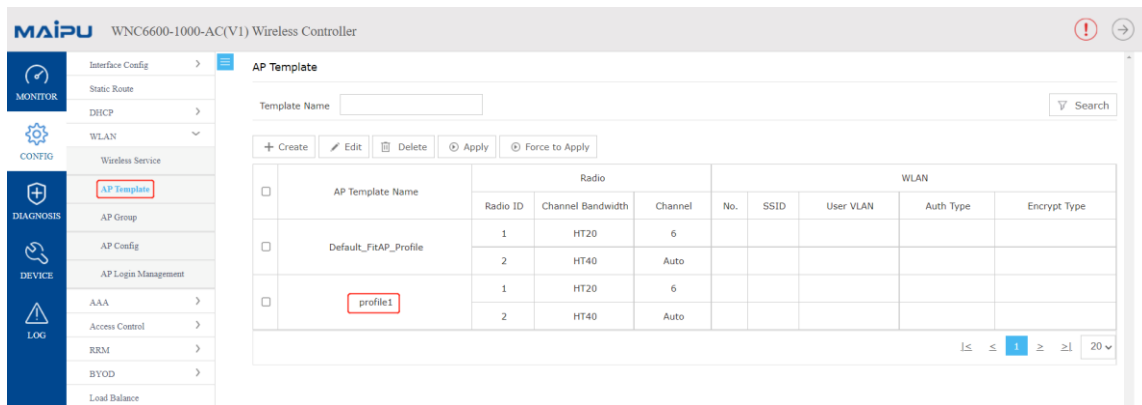 MAIPU WNC6600-1000-AC(V1) Wireless Controller
MONITOR
CONFIG
DIAGNOSIS
DEVICE
LOG
Interface Config
Static Route
DHCP
WLAN
Wireless Service
AP Template
AP Group
AP Config
AP Login Management
AAA
Access Control
RRM
BYOD
Load Balance
AP Template
Template Name Search
Create Edit Delete Apply Force to Apply
AP Template Name Radio WLAN
Radio ID Channel Bandwidth Channel No. SSID User VLAN Auth Type Encrypt Type
Default_FitAP_Profile
1 HT20 6
2 HT40 Auto
profile1
1 HT20 6
2 HT40 Auto
|< < 1 > >| 20